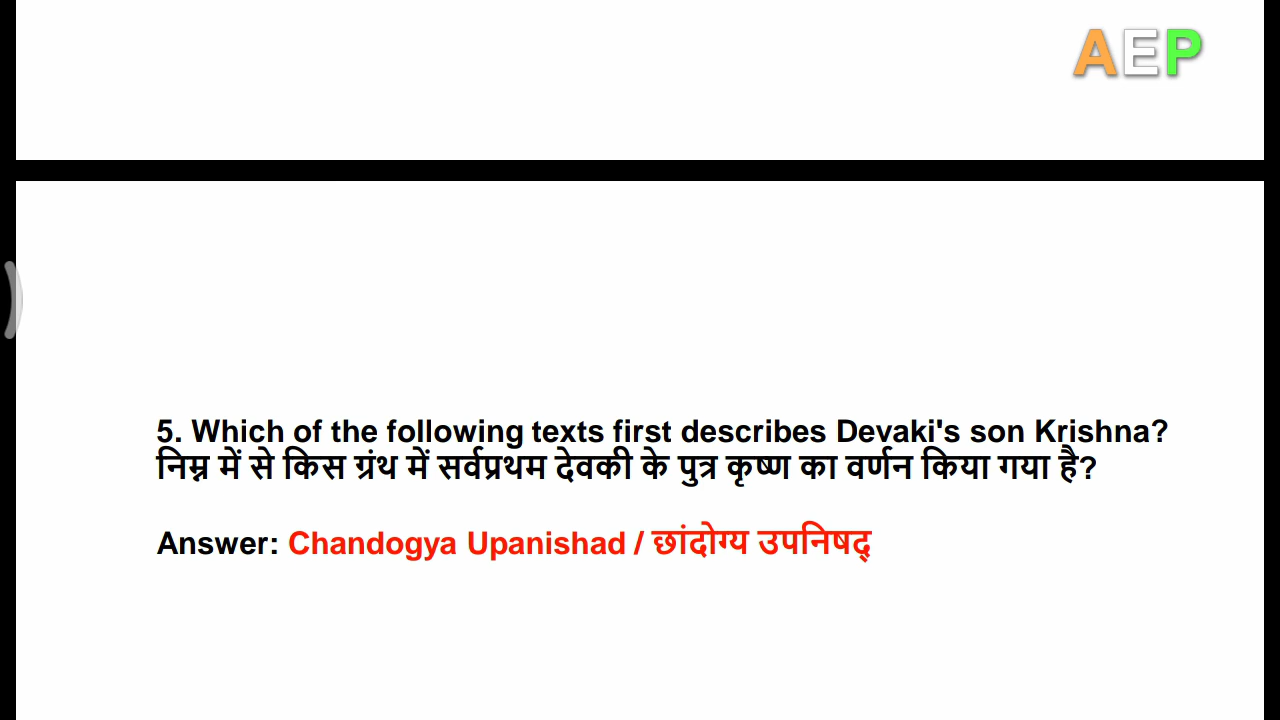 AEP
5. Which of the following texts first describes Devaki's son Krishna?
निम्न में से किस ग्रंथ में सर्वप्रथम देवकी के पुत्र कृष्ण का वर्णन किया गया है?
Answer: Chandogya Upanishad / छांदोग्य उपनिषद्